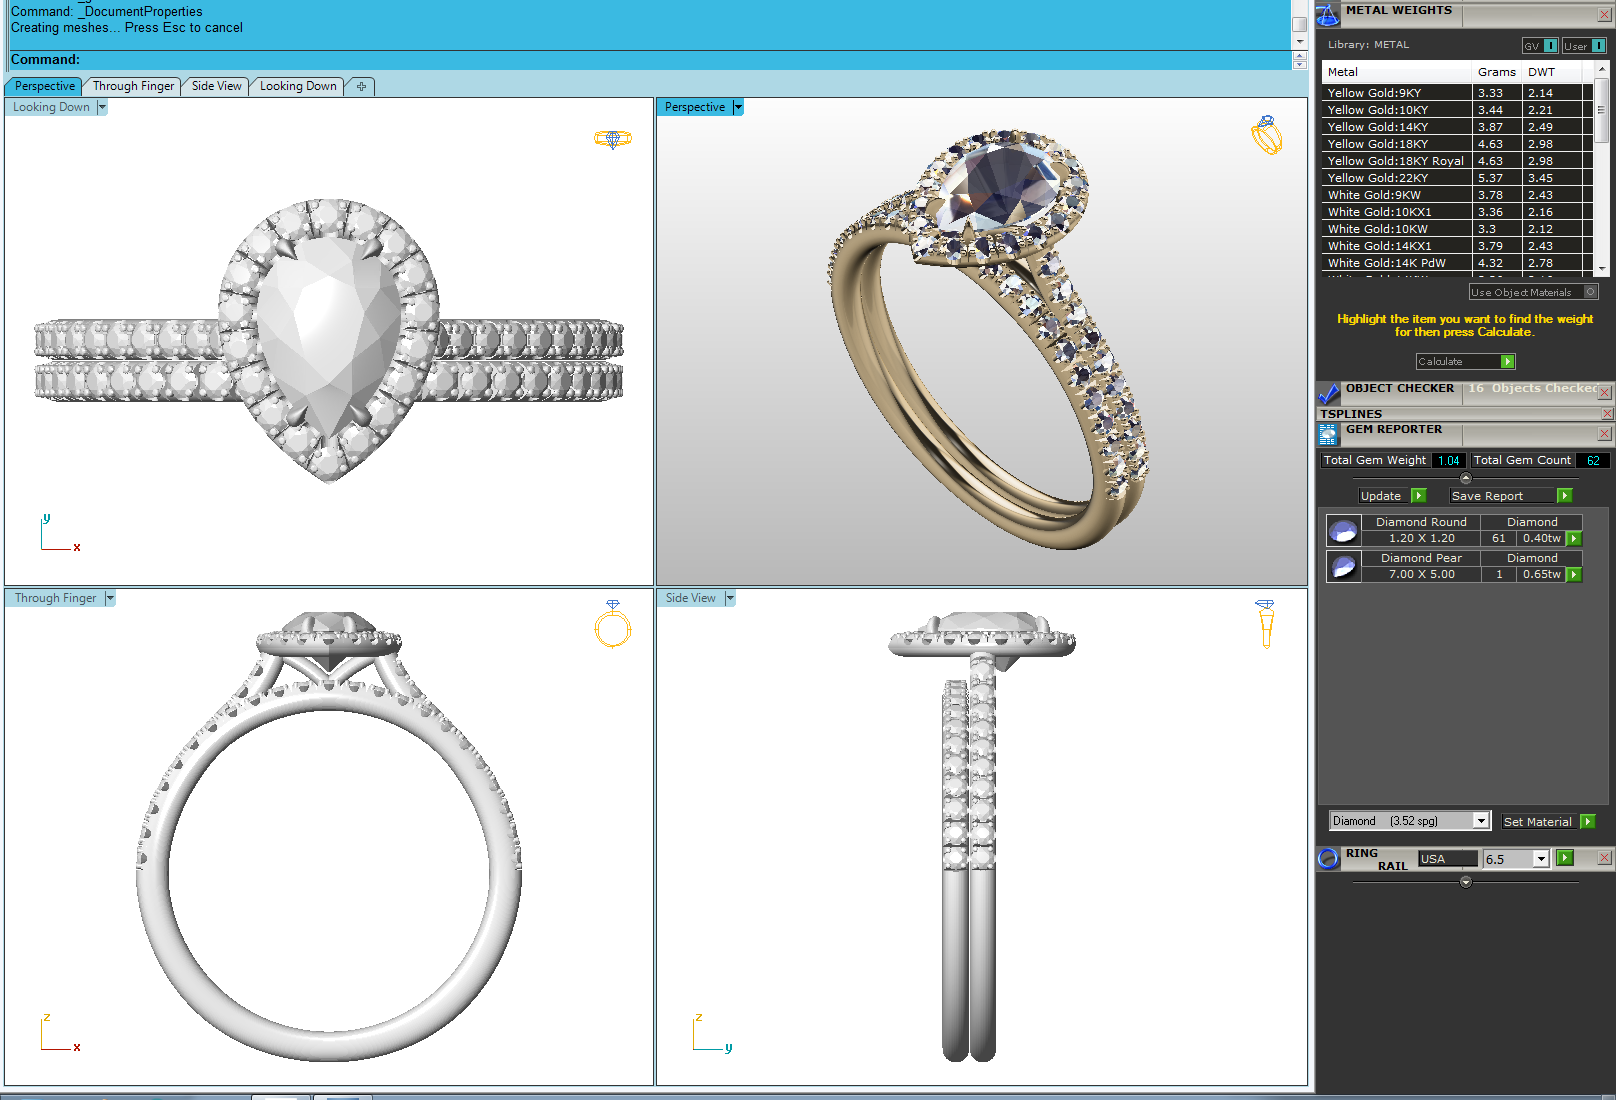 Command: _DocumentProperties
Creating meshes... Press Esc to cancel
Command:
Perspective
Through Finger
Side View
Looking Down
Looking Down
Perspective
y
x
Through Finger
Side View
z
x
z
y
METAL WEIGHTS
Library: METAL
GV
User
Metal Grams DWT
Yellow Gold:9KY 3.33 2.14
Yellow Gold:10KY 3.44 2.21
Yellow Gold:14KY 3.87 2.49
Yellow Gold:18KY 4.63 2.98
Yellow Gold:18KY Royal 4.63 2.98
Yellow Gold:22KY 5.37 3.45
White Gold:9KW 3.78 2.43
White Gold:10KX1 3.36 2.16
White Gold:10KW 3.3 2.12
White Gold:14KX1 3.79 2.43
White Gold:14K PdW 4.32 2.78
Use Object Materials
Highlight the item you want to find the weight
for then press Calculate.
Calculate
OBJECT CHECKER 16 Objects Checked
TSPLINES
GEM REPORTER
Total Gem Weight 1.04 Total Gem Count 62
Update Save Report
Diamond Round Diamond
1.20 X 1.20 61 0.40tw
Diamond Pear Diamond
7.00 X 5.00 1 0.65tw
Diamond (3.52 spg) Set Material
RING
RAIL
USA 6.5